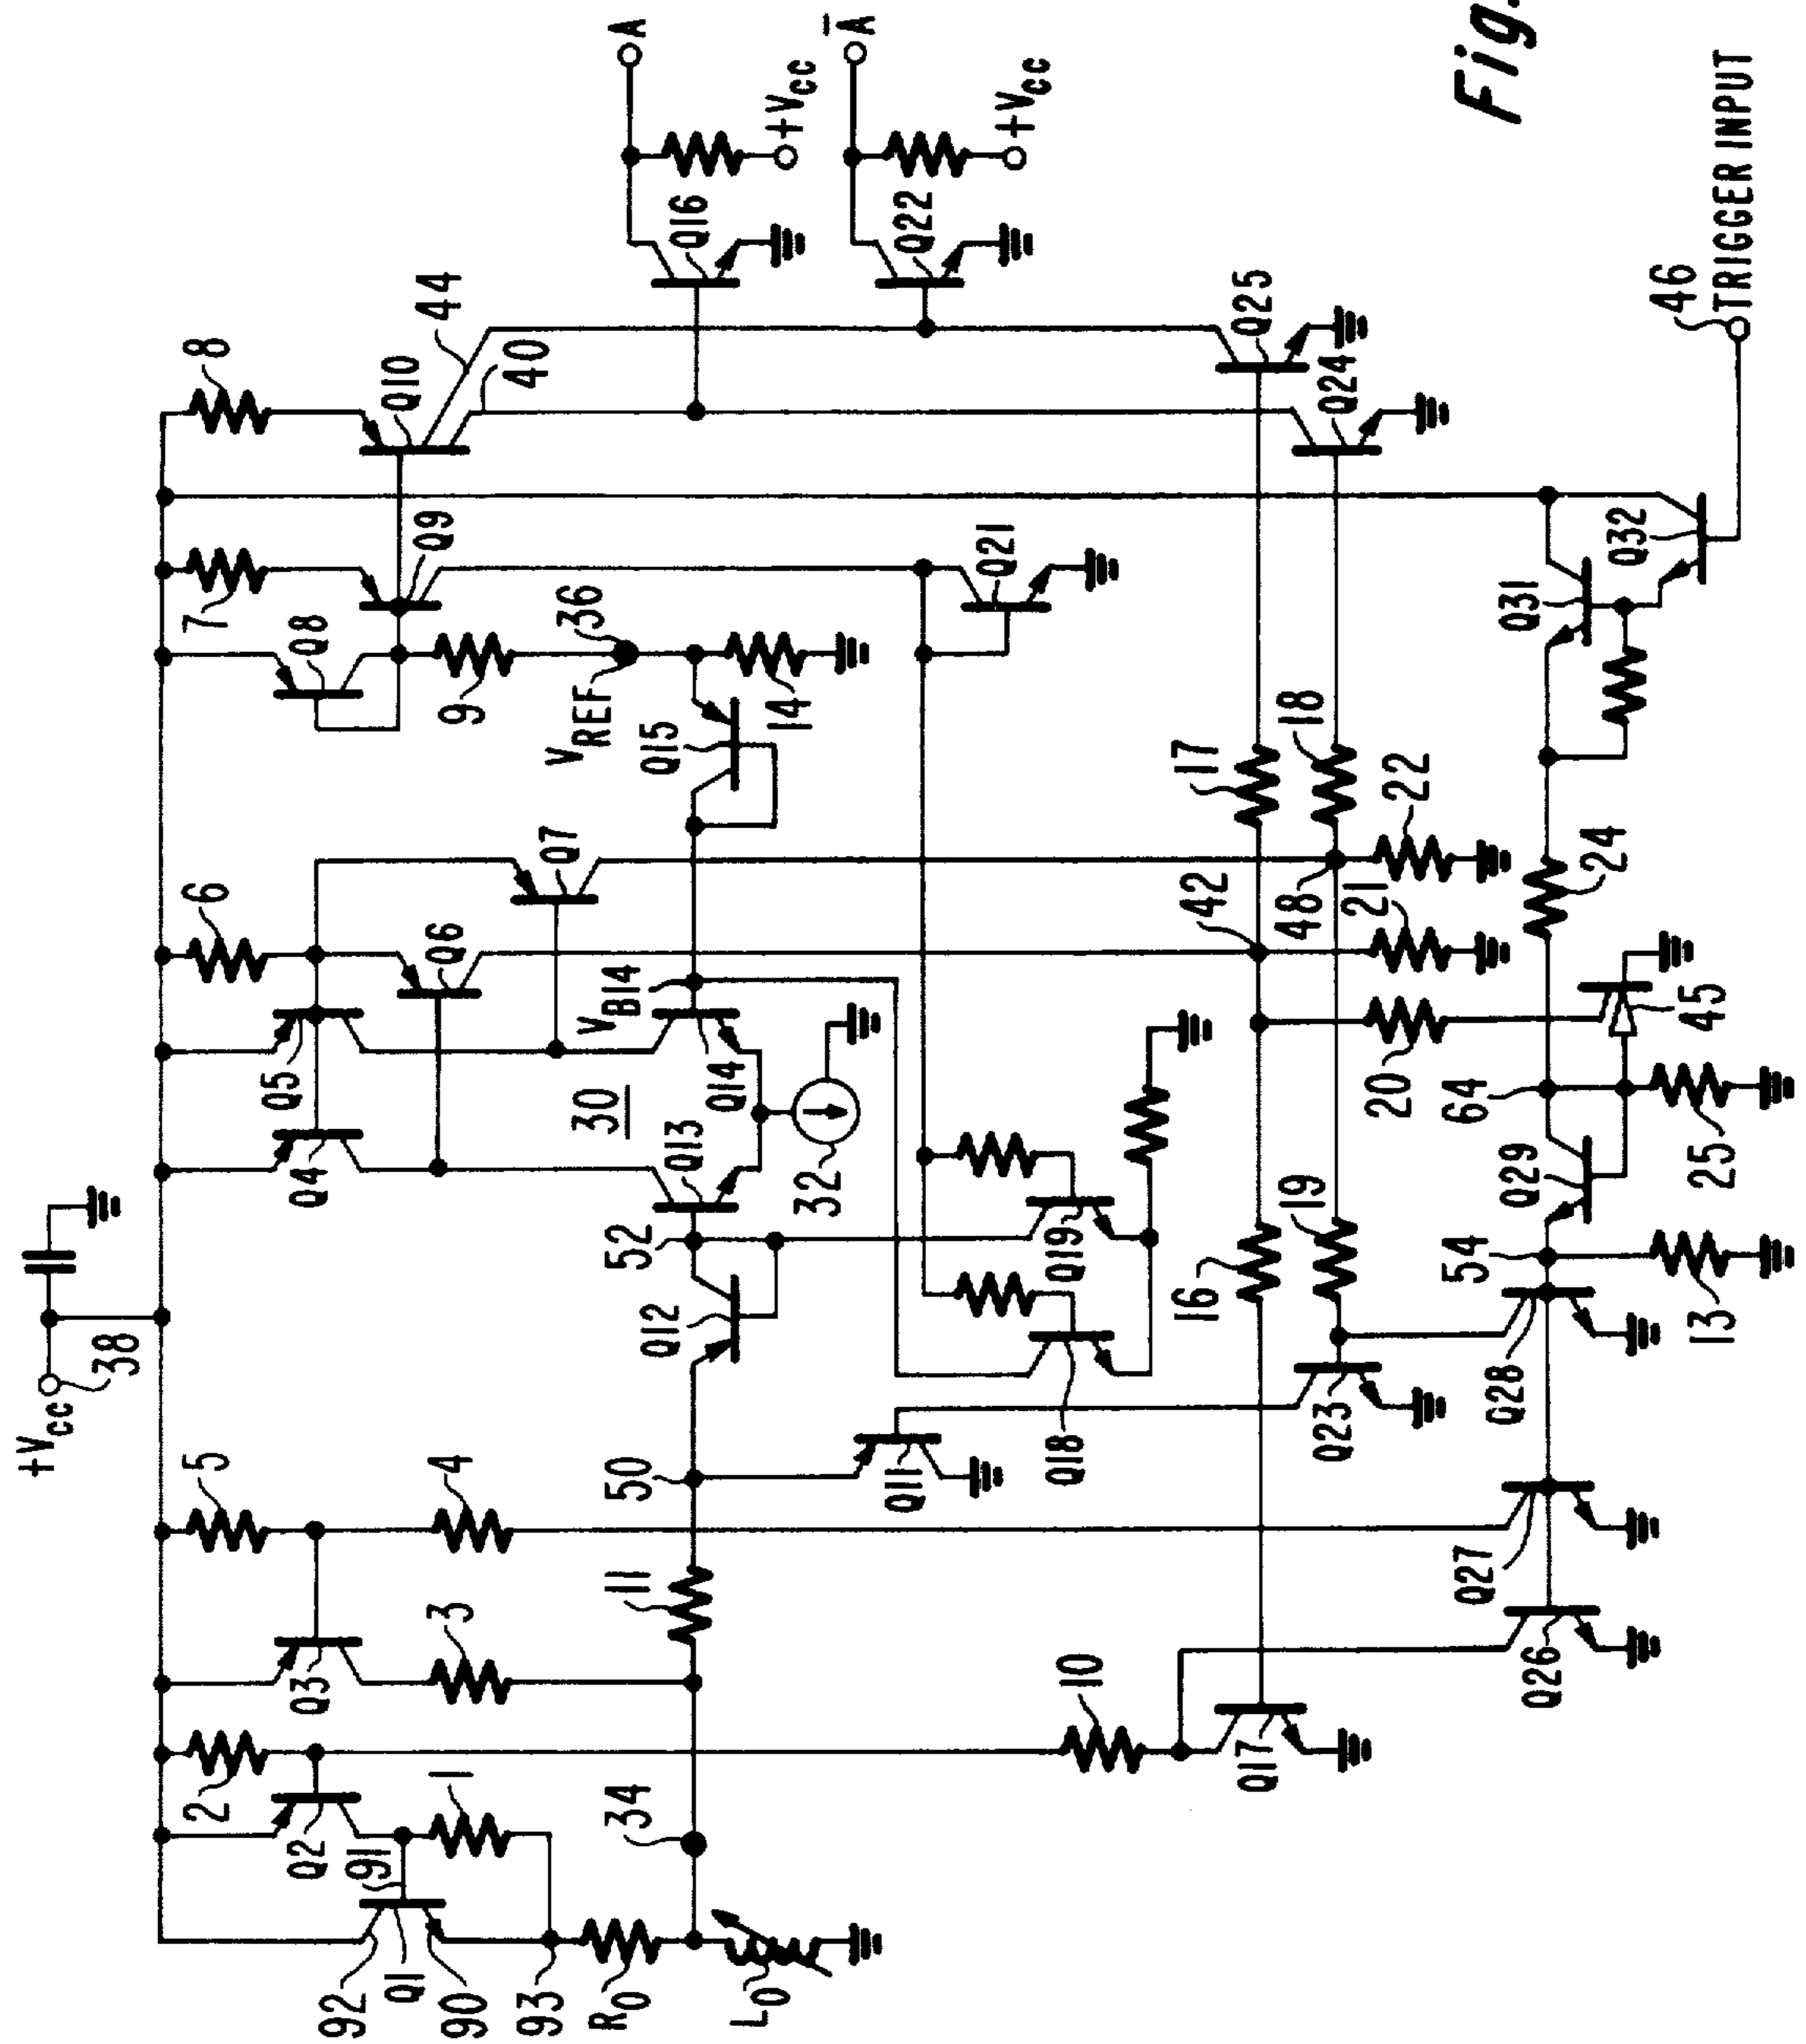 +Vcc
38
5
8
2
Q2
1
Q3
3
4
Q4
Q5
6
Q6
Q7
7
Q8
Q9
Q10
44
40
92
Q1
91
90
93
R0
L0
34
11
50
Q12
52
Q13
30
32
Q14
VB14
9
VREF
36
Q15
14
Q16
A
+Vcc
Q22
A̅
+Vcc
Q11
Q18
Q19
Q21
10
Q17
16
19
Q23
42
48
17
18
21
22
20
Q25
Q24
Q26
Q27
Q28
54
13
Q29
64
25
45
24
Q31
Q32
46
TRIGGER INPUT
Fig.